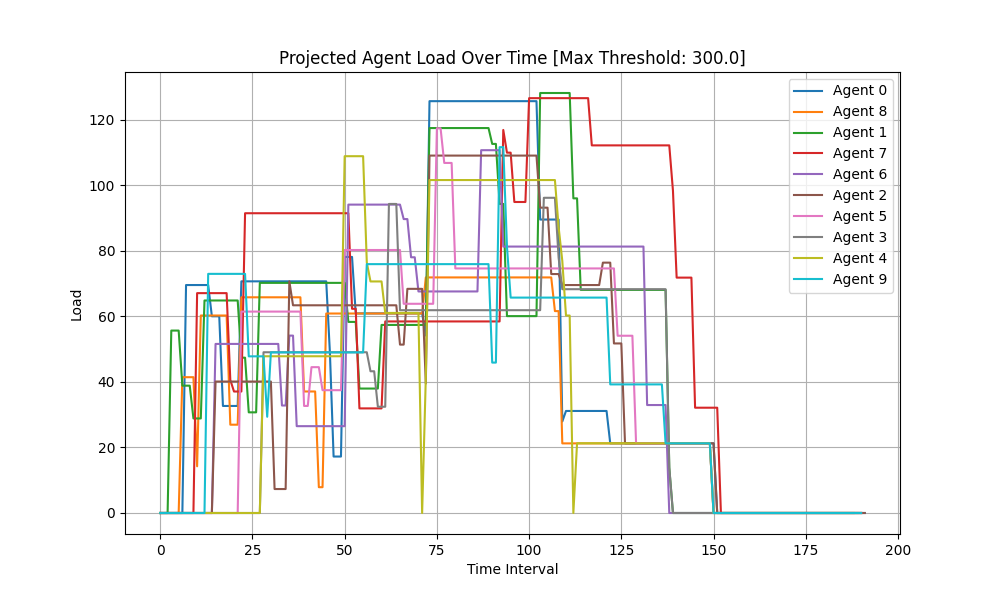 Projected Agent Load Over Time [Max Threshold: 300.0]
Load
120
100
80
60
40
20
0
0 25 50 75 100 125 150 175 200
Time Interval
Agent 0
Agent 8
Agent 1
Agent 7
Agent 6
Agent 2
Agent 5
Agent 3
Agent 4
Agent 9